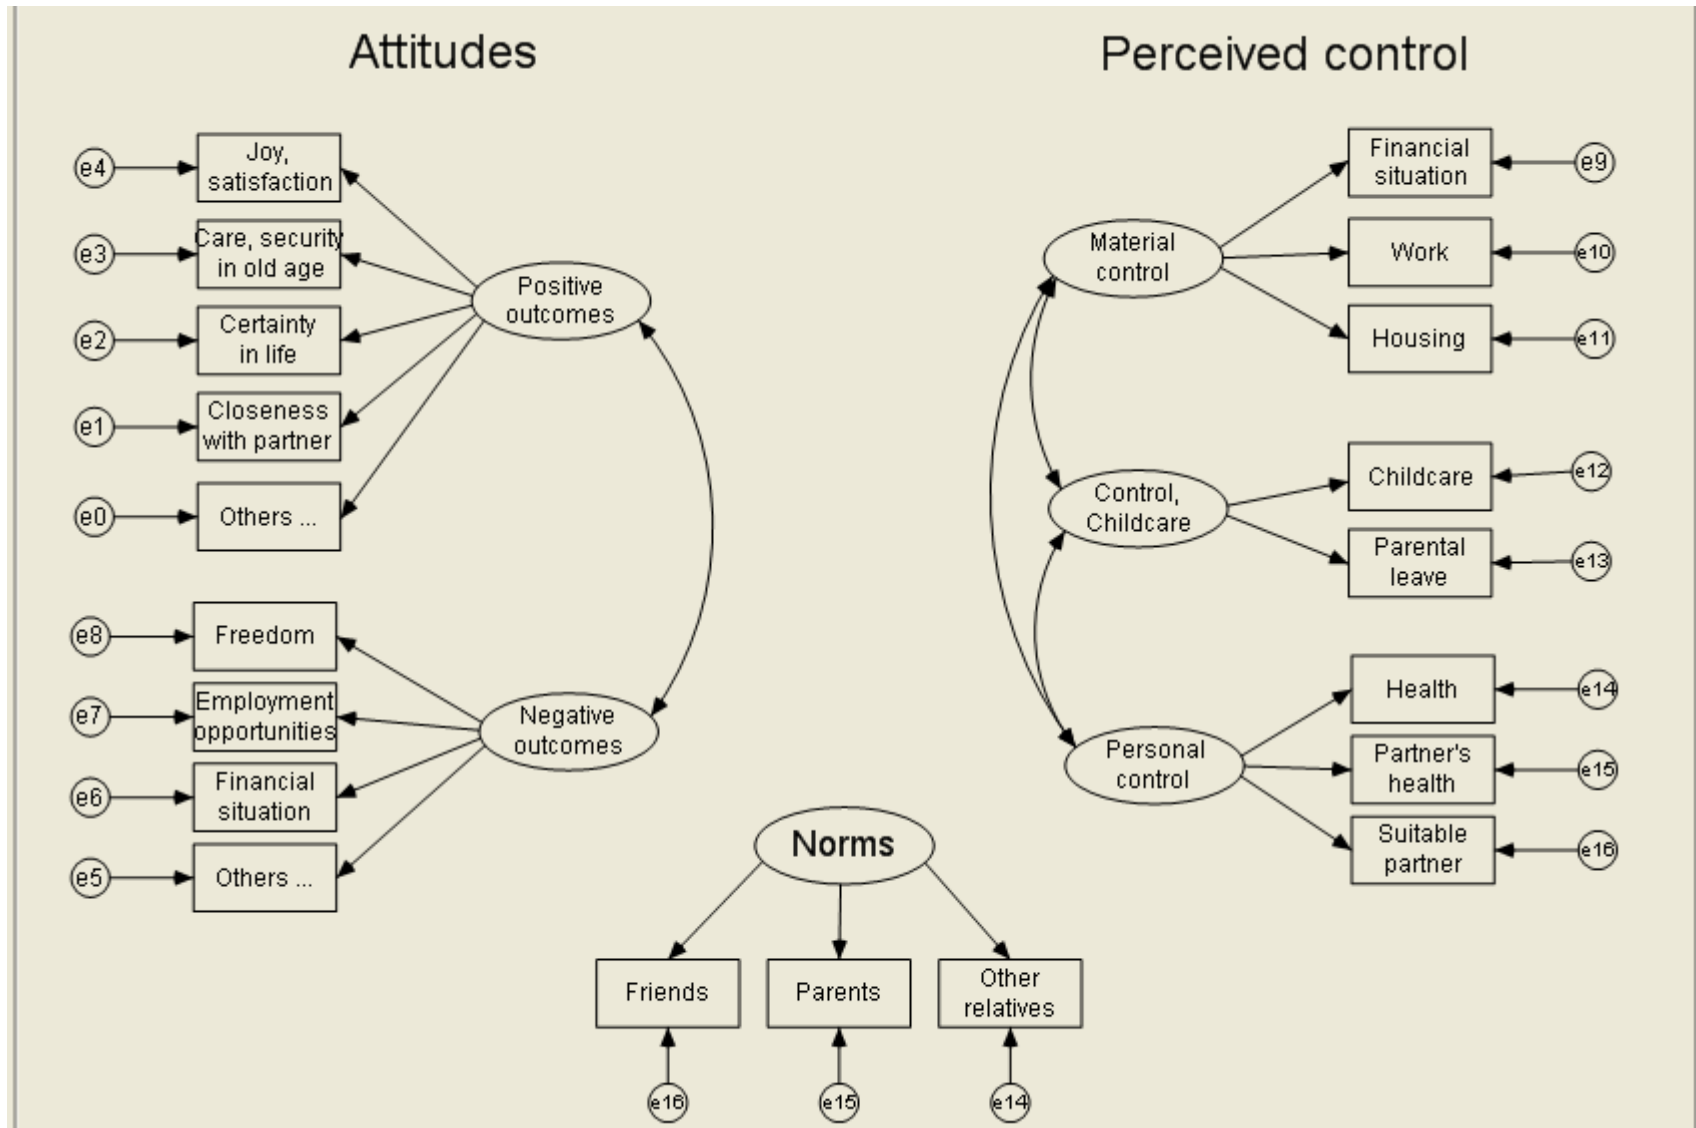 Attitudes
e4
Joy,
satisfaction
e3
Care, security
in old age
e2
Certainty
in life
e1
Closeness
with partner
e0
Others ...
Positive
outcomes
e8
Freedom
e7
Employment
opportunities
e6
Financial
situation
e5
Others ...
Negative
outcomes
Perceived control
Material
control
Financial
situation
e9
Work
e10
Housing
e11
Control,
Childcare
Childcare
e12
Parental
leave
e13
Personal
control
Health
e14
Partner's
health
e15
Suitable
partner
e16
Norms
Friends
Parents
Other
relatives
e16
e15
e14